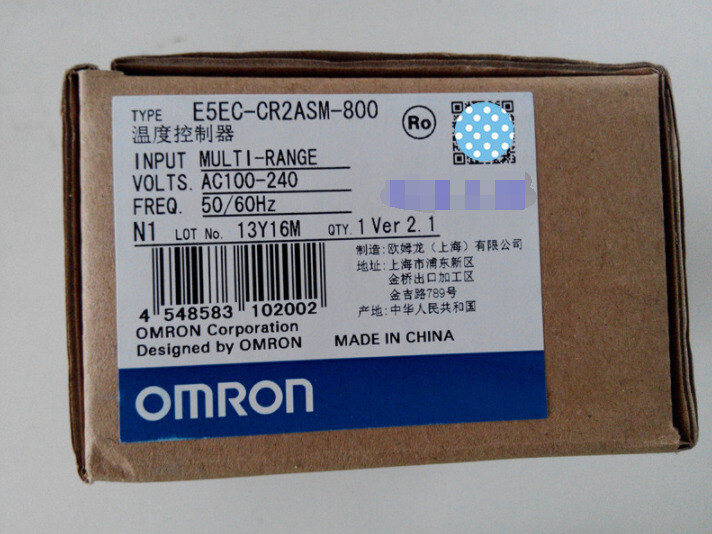 TYPE E5EC-CR2ASM-800
Ro
温度控制器
INPUT MULTI-RANGE
VOLTS. AC100-240
FREQ. 50/60Hz
N1 LOT No. 13Y16M QTY. 1 Ver 2.1
制造: 欧姆龙 (上海) 有限公司
地址: 上海市浦东新区
金桥出口加工区
金吉路789号
产地: 中华人民共和国
4 548583 102002
OMRON Corporation
Designed by OMRON MADE IN CHINA
OMRON